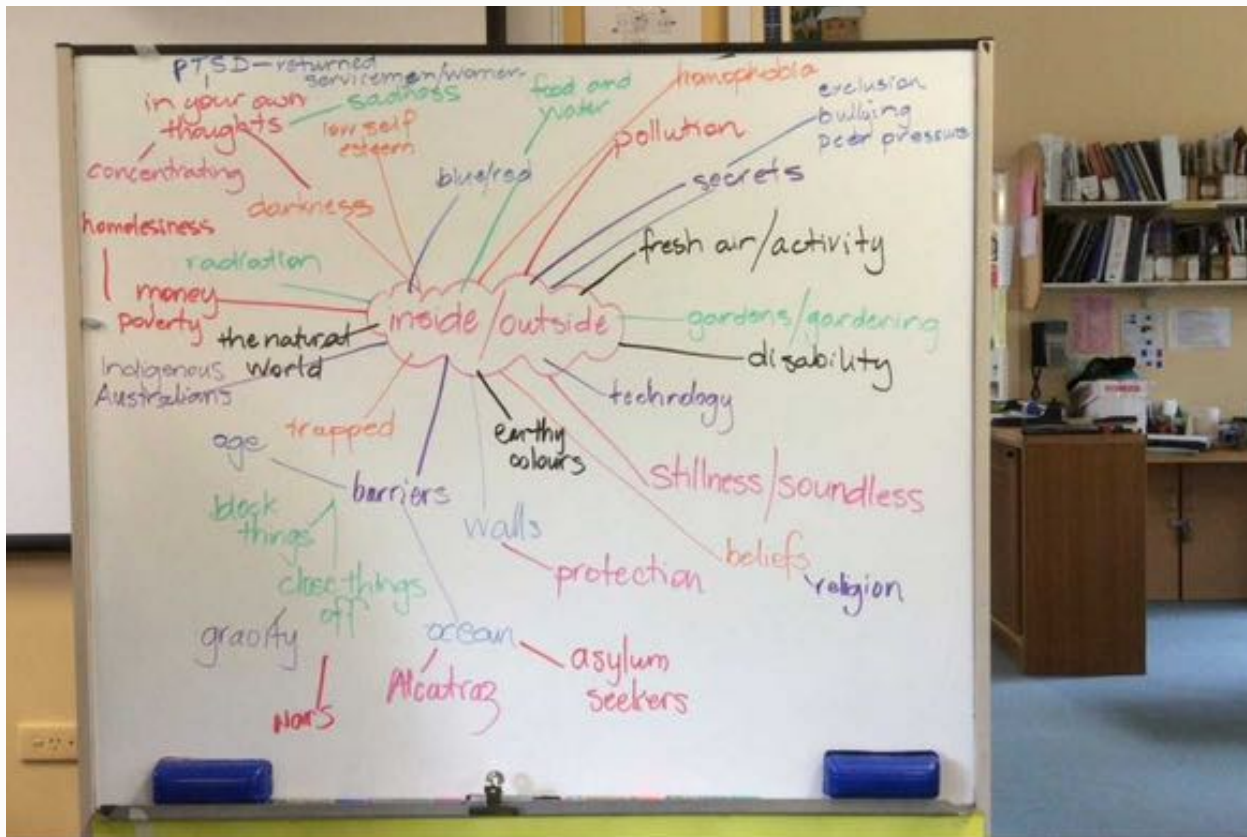 PTSD-returned
servicemen/women
in your own
thoughts
sadness
low self
esteem
food and
water
homophobia
exclusion
bullying
peer pressure
pollution
concentrating
blue/red
secrets
darkness
homelesiness
fresh air/activity
radiation
money
poverty
inside/outside
gardens/gardening
the natural
world
disability
Indigenous
Australians
technology
trapped
earthy
colours
age
barriers
stillness/soundless
block
things
walls
beliefs
religion
protection
close things
off
gravity
ocean
asylum
seekers
Alcatraz